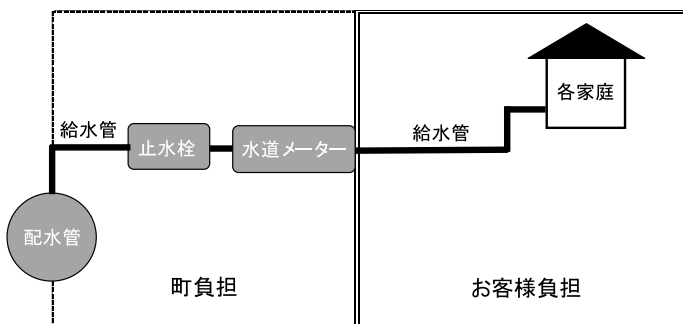 各家庭
給水管
止水栓
水道メーター
給水管
配水管
町負担
お客様負担